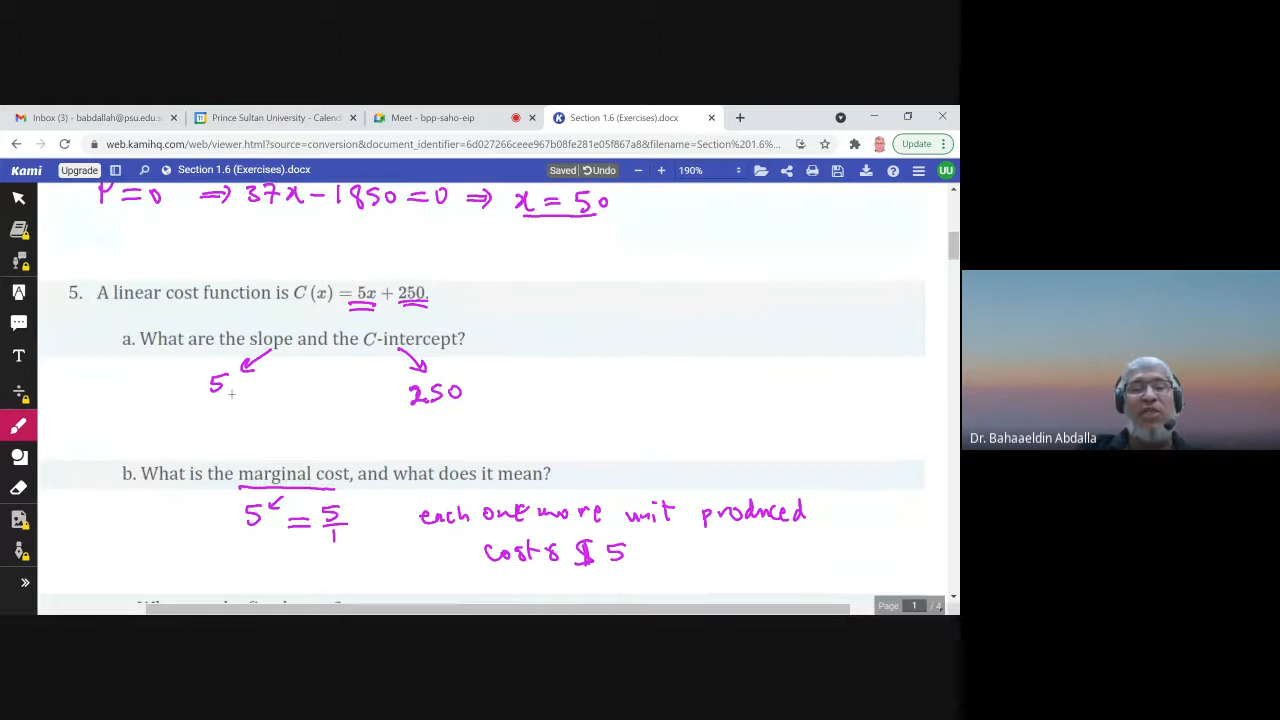 Inbox (3) - babdallah@psu.edu.s
Prince Sultan University - Calend
Meet - bpp-saho-eip
Section 1.6 (Exercises).docx
web.kamihq.com/web/viewer.html?source=conversion&document_identifier=6d027266ceee967b08fe281e05f867a8&filename=Section%201.6%...
Update
Kami Upgrade Section 1.6 (Exercises).docx Saved Undo 190% UU
P = 0 ⇒ 37x - 1850 = 0 ⇒ x = 50
5. A linear cost function is C (x) = 5x + 250.
a. What are the slope and the C-intercept?
5 250
b. What is the marginal cost, and what does it mean?
5 = 5/1 each one more unit produced
costs $ 5
Dr. Bahaaeldin Abdalla
Page 1 / 4